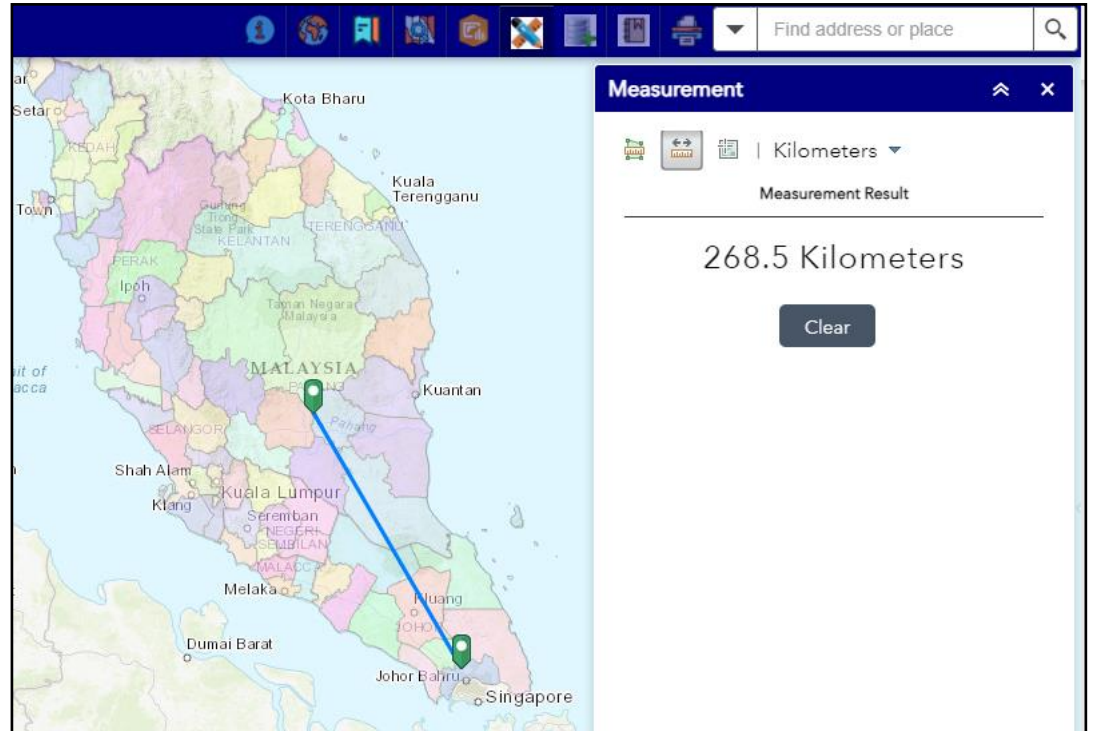 Find address or place
Measurement
Kilometers
Measurement Result
268.5 Kilometers
Clear
Kota Bharu
Setar
KEDAH
Kuala
Terengganu
Town
Gunung
Tiong
State Park
KELANTAN
TERENGGANU
PERAK
Ipoh
Taman Negara
Malaysia
MALAYSIA
Kuantan
Pahang
SELANGOR
Shah Alam
Kuala Lumpur
Klang
Seremban
NEGERI
SEMBILAN
MALACCA
Melaka
Kluang
JOHOR
Dumai Barat
Johor Bahru
Singapore